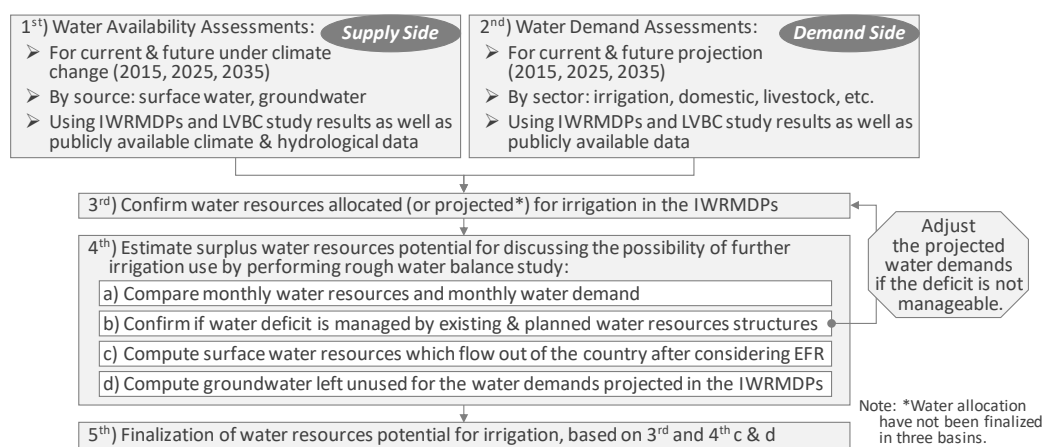 1st) Water Availability Assessments:
Supply Side
➢ For current & future under climate
change (2015, 2025, 2035)
➢ By source: surface water, groundwater
➢ Using IWRMDPs and LVBC study results as well as
publicly available climate & hydrological data
2nd) Water Demand Assessments:
Demand Side
➢ For current & future projection
(2015, 2025, 2035)
➢ By sector: irrigation, domestic, livestock, etc.
➢ Using IWRMDPs and LVBC study results as well as
publicly available data
3rd) Confirm water resources allocated (or projected*) for irrigation in the IWRMDPs
4th) Estimate surplus water resources potential for discussing the possibility of further
irrigation use by performing rough water balance study:
a) Compare monthly water resources and monthly water demand
b) Confirm if water deficit is managed by existing & planned water resources structures
c) Compute surface water resources which flow out of the country after considering EFR
d) Compute groundwater left unused for the water demands projected in the IWRMDPs
Adjust
the projected
water demands
if the deficit is not
manageable.
5th) Finalization of water resources potential for irrigation, based on 3rd and 4th c & d
Note: *Water allocation
have not been finalized
in three basins.